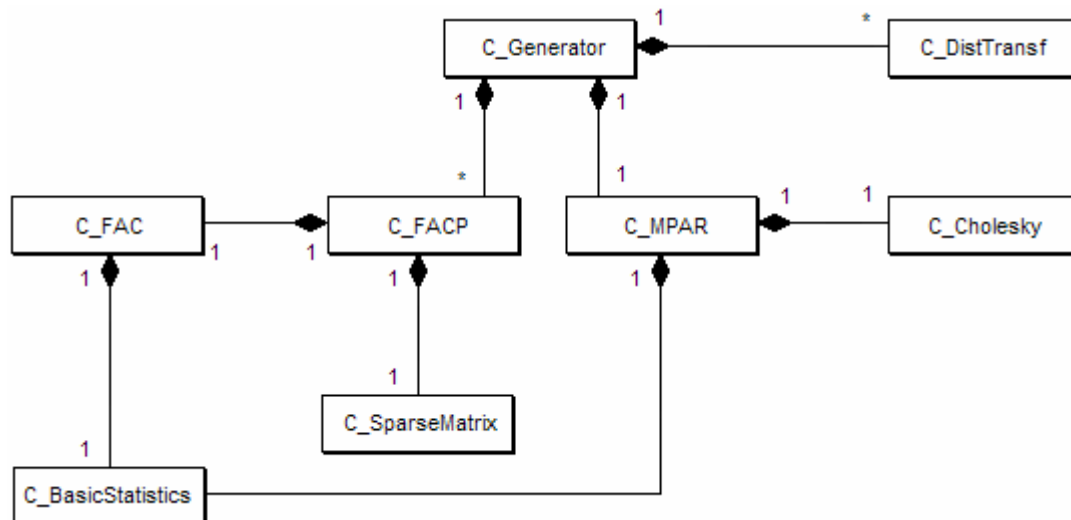 1
*
C_Generator
C_DistTransf
1
1
*
1
1
1
C_FAC
C_FACP
C_MPAR
C_Cholesky
1
1
1
1
1
1
C_SparseMatrix
1
C_BasicStatistics